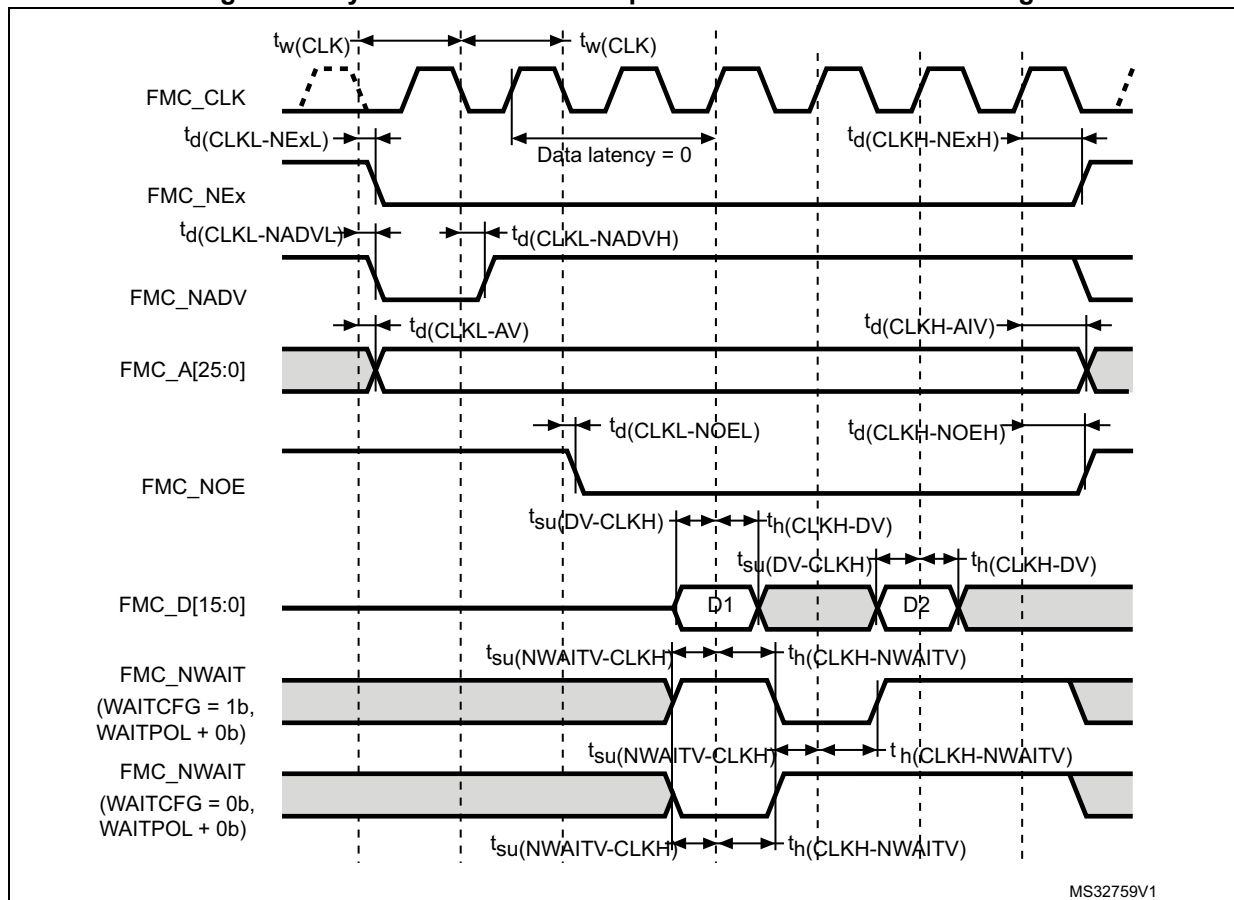 tw(CLK) tw(CLK)
FMC_CLK
td(CLKL-NExL) Data latency = 0 td(CLKH-NExH)
FMC_NEx
td(CLKL-NADVL) td(CLKL-NADVH)
FMC_NADV
td(CLKL-AV) td(CLKH-AIV)
FMC_A[25:0]
td(CLKL-NOEL) td(CLKH-NOEH)
FMC_NOE
tsu(DV-CLKH) th(CLKH-DV)
tsu(DV-CLKH) th(CLKH-DV)
FMC_D[15:0] D1 D2
tsu(NWAITV-CLKH) th(CLKH-NWAITV)
FMC_NWAIT
(WAITCFG = 1b,
WAITPOL + 0b)
tsu(NWAITV-CLKH) th(CLKH-NWAITV)
FMC_NWAIT
(WAITCFG = 0b,
WAITPOL + 0b)
tsu(NWAITV-CLKH) th(CLKH-NWAITV)
MS32759V1